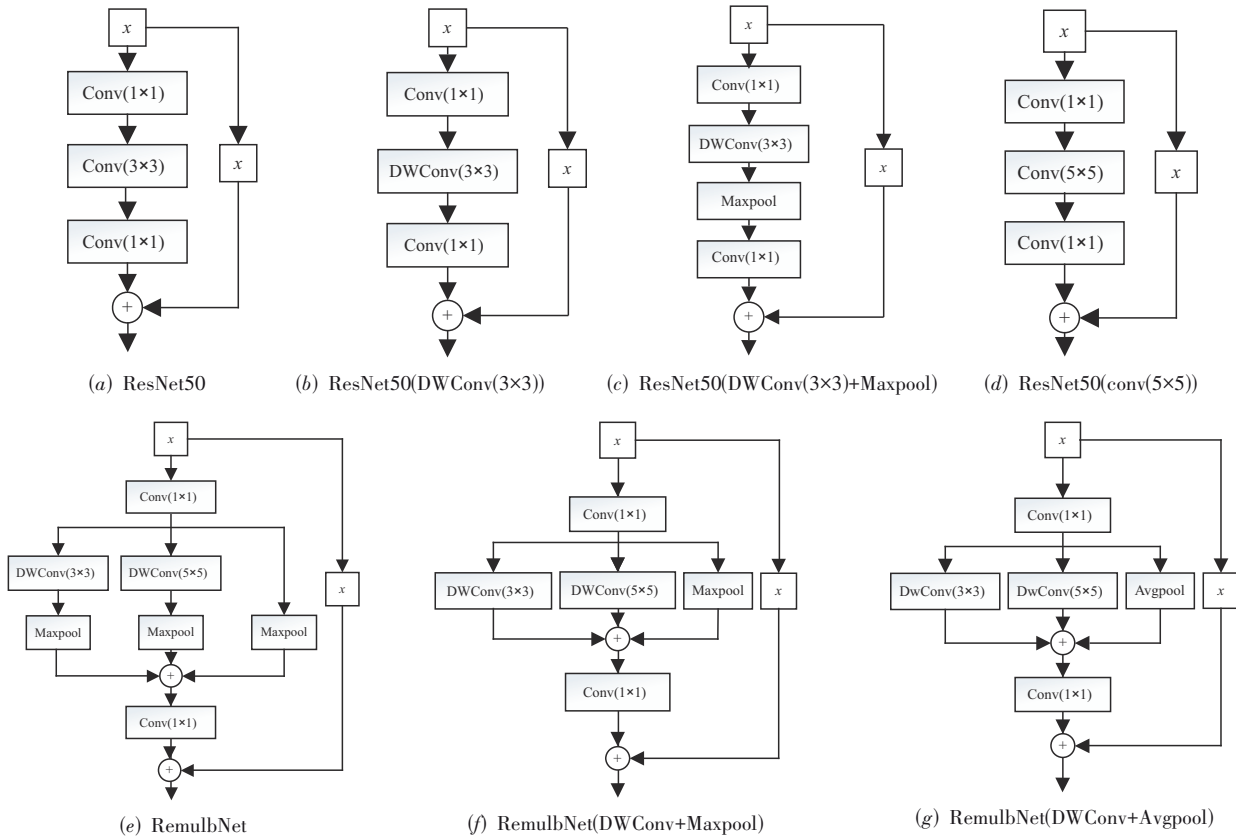 x
Conv(1×1)
Conv(3×3)
x
Conv(1×1)
+
(a) ResNet50
x
Conv(1×1)
DWConv(3×3)
x
Conv(1×1)
+
(b) ResNet50(DWConv(3×3))
x
Conv(1×1)
DWConv(3×3)
x
Maxpool
Conv(1×1)
+
(c) ResNet50(DWConv(3×3)+Maxpool)
x
Conv(1×1)
Conv(5×5)
x
Conv(1×1)
+
(d) ResNet50(conv(5×5))
x
Conv(1×1)
DWConv(3×3) DWConv(5×5)
x
Maxpool Maxpool Maxpool
+
Conv(1×1)
+
(e) RemulbNet
x
Conv(1×1)
DWConv(3×3) DWConv(5×5) Maxpool x
+
Conv(1×1)
+
(f) RemulbNet(DWConv+Maxpool)
x
Conv(1×1)
DwConv(3×3) DwConv(5×5) Avgpool x
+
Conv(1×1)
+
(g) RemulbNet(DWConv+Avgpool)